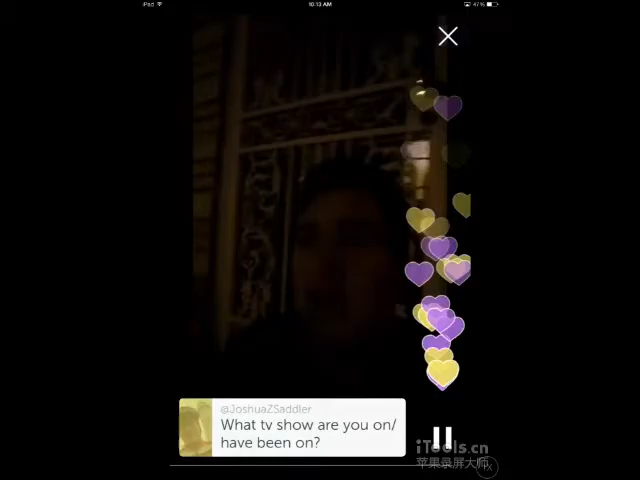 iPad 10:13 AM 47%
@JoshuaZSaddler
What tv show are you on/
have been on?
iTools.cn
苹果录屏大师